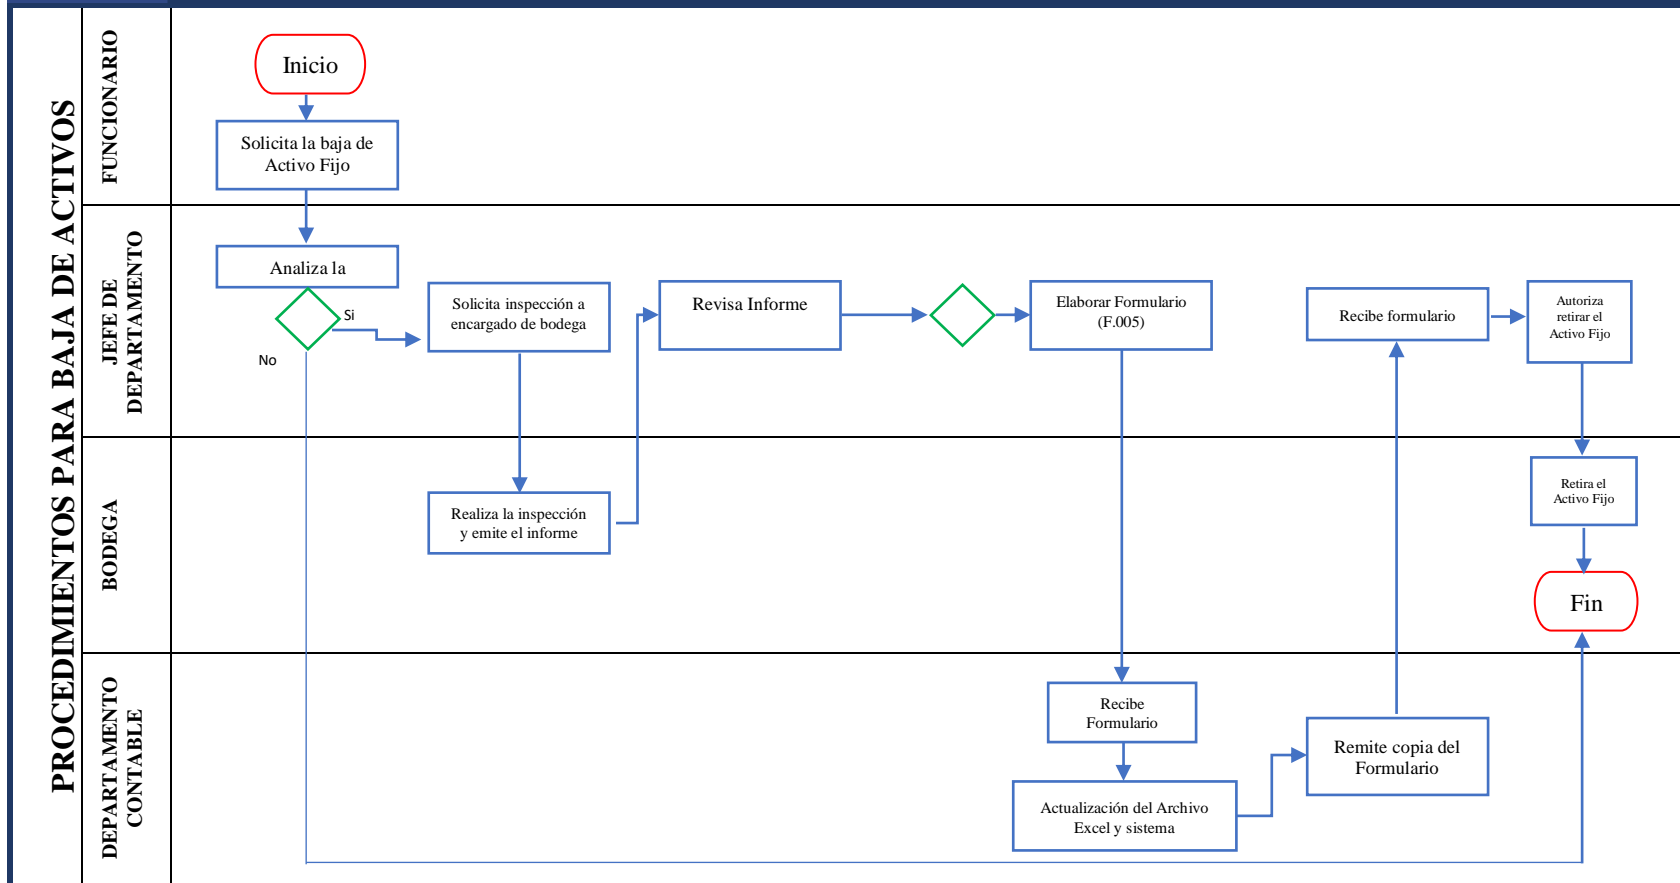 PROCEDIMIENTOS PARA BAJA DE ACTIVOS
FUNCIONARIO
Inicio
Solicita la baja de
Activo Fijo
JEFE DE
DEPARTAMENTO
Analiza la
Si
No
Solicita inspección a
encargado de bodega
Revisa Informe
Elaborar Formulario
(F.005)
Recibe formulario
Autoriza
retirar el
Activo Fijo
BODEGA
Realiza la inspección
y emite el informe
Retira el
Activo Fijo
Fin
DEPARTAMENTO
CONTABLE
Recibe
Formulario
Actualización del Archivo
Excel y sistema
Remite copia del
Formulario